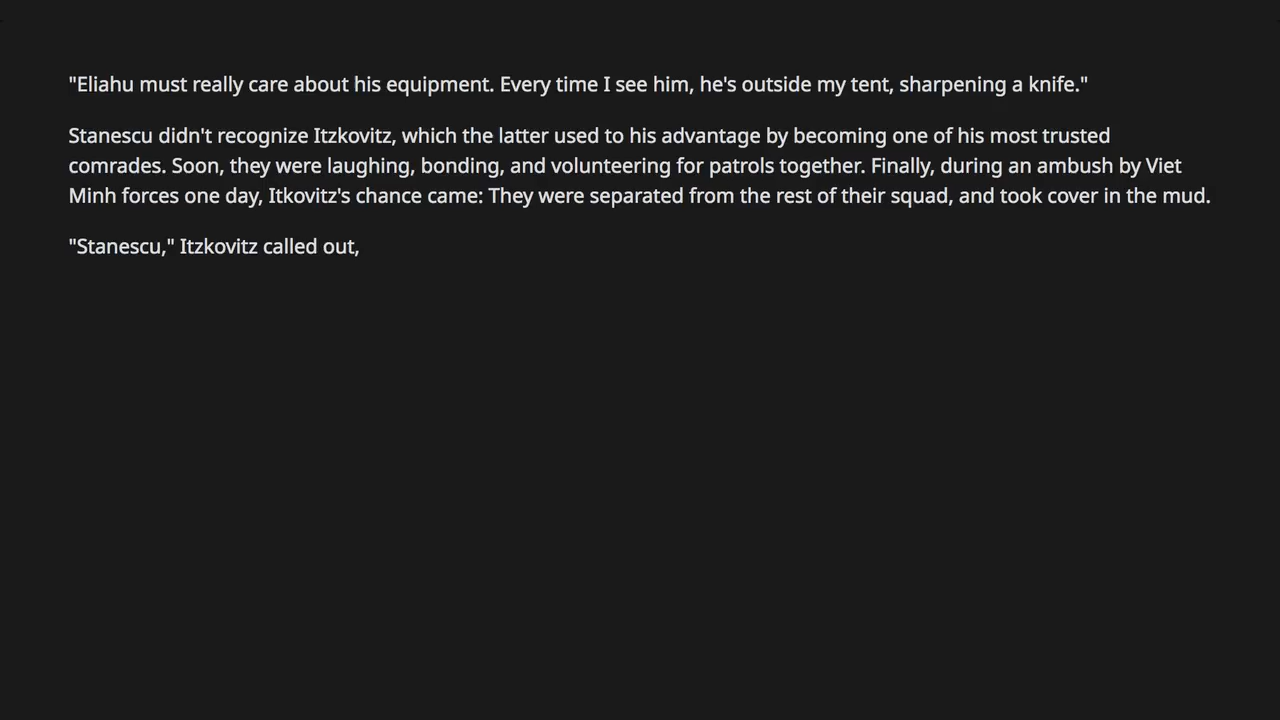 "Eliahu must really care about his equipment. Every time I see him, he's outside my tent, sharpening a knife."
Stanescu didn't recognize Itzkovitz, which the latter used to his advantage by becoming one of his most trusted
comrades. Soon, they were laughing, bonding, and volunteering for patrols together. Finally, during an ambush by Viet
Minh forces one day, Itkovitz's chance came: They were separated from the rest of their squad, and took cover in the mud.
"Stanescu," Itzkovitz called out,